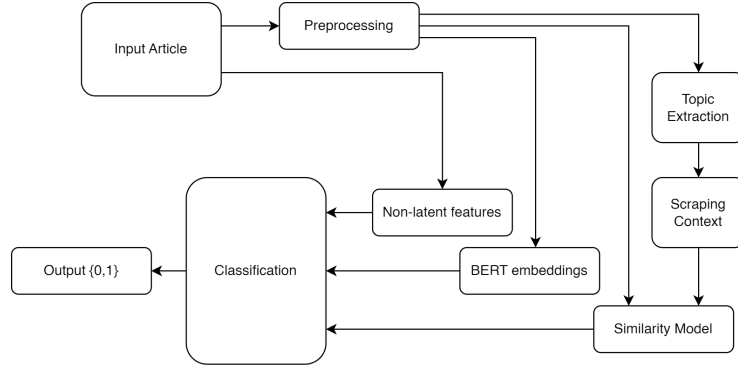 Input Article
Preprocessing
Topic
Extraction
Scraping
Context
Non-latent features
Output {0,1}
Classification
BERT embeddings
Similarity Model